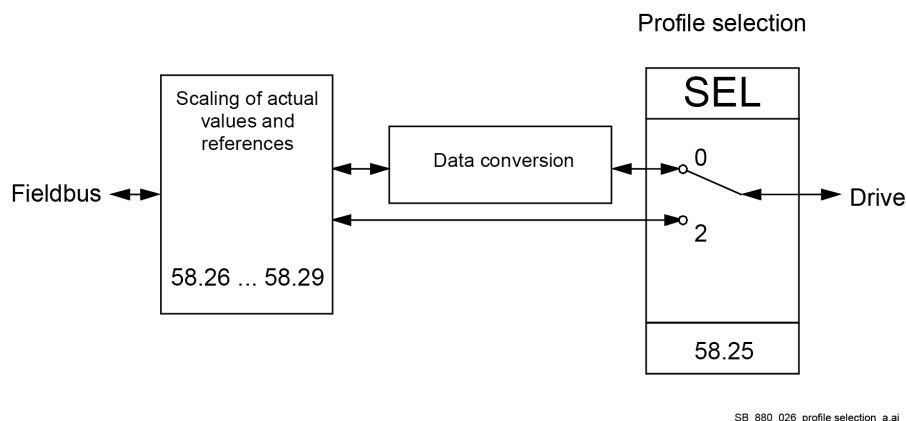 Profile selection
SEL
Scaling of actual
values and
references
Data conversion
0
Fieldbus
Drive
2
58.26 ... 58.29
58.25
SB_880_026_profile selection_a.ai